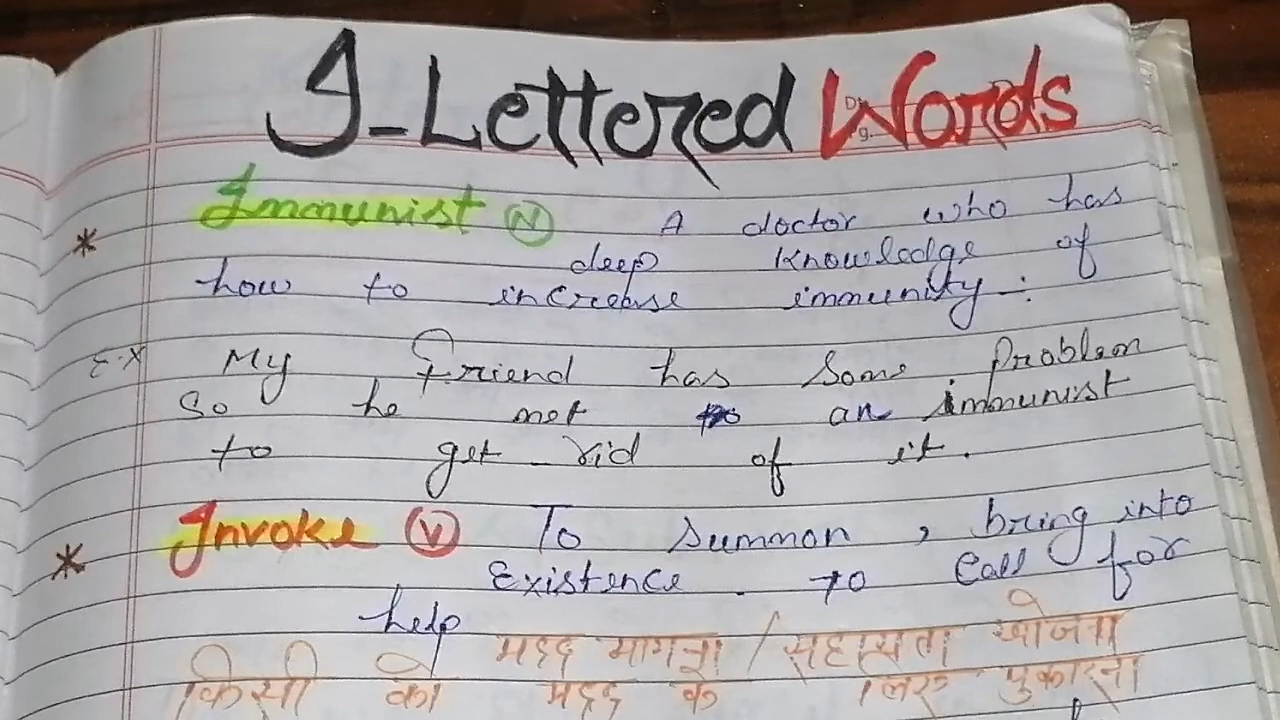 I-Lettered Words
* Immunist (N) A doctor who has
deep knowledge of
how to increase immunity.
Ex My friend has some problem
So he met an immunist
to get rid of it.
* Invoke (V) To summon, bring into
Existence. to call for
help
मदद मांगना / सहायता खोजना
किसी को मदद के लिए पुकारना